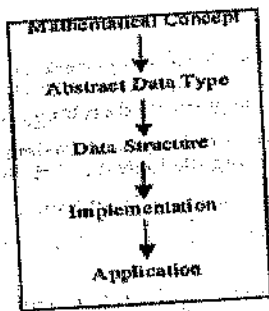 Mathematical Concept
Abstract Data Type
Data Structure
Implementation
Application